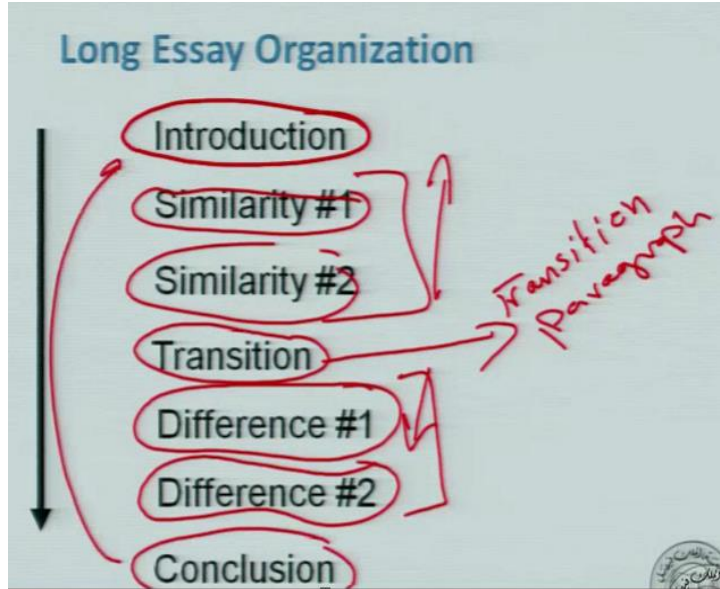 Long Essay Organization
Introduction
Similarity #1
Similarity #2
Transition
Transition
paragraph
Difference #1
Difference #2
Conclusion